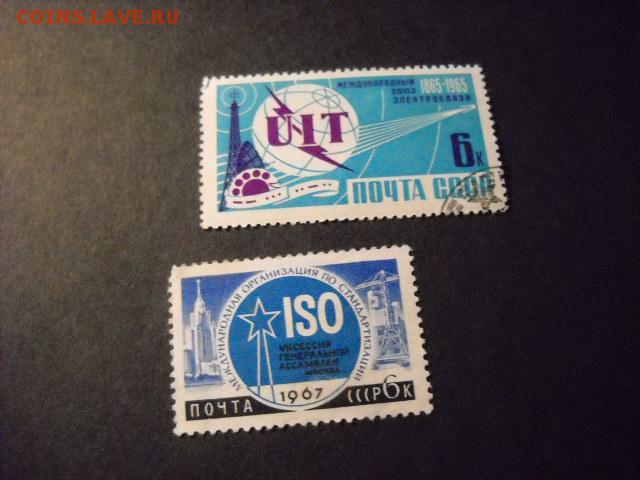 COINS.LAVE.RU
МЕЖДУНАРОДНЫЙ
СОЮЗ
ЭЛЕКТРОСВЯЗИ
1865-1965
UIT
6К
ПОЧТА СССР
МЕЖДУНАРОДНАЯ ОРГАНИЗАЦИЯ ПО СТАНДАРТИЗАЦИИ
ISO
VII СЕССИЯ
ГЕНЕРАЛЬНОЙ
АССАМБЛЕИ
МОСКВА
1967
ПОЧТА
СССР 6К